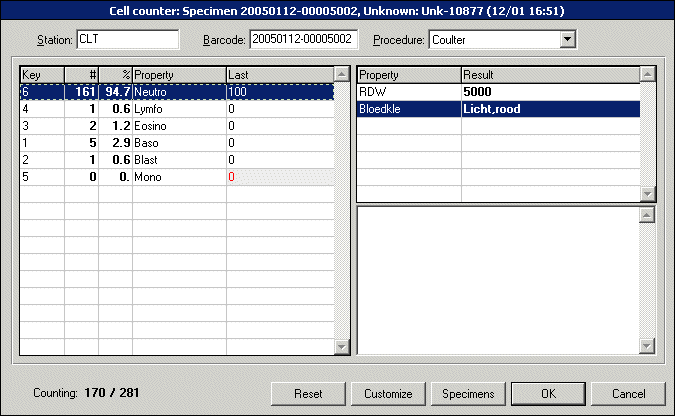 Cell counter: Specimen 20050112-00005002, Unknown: Unk-10877 (12/01 16:51)
Station: CLT Barcode: 20050112-00005002 Procedure: Coulter
Key # % Property Last
6 161 94.7 Neutro 100
4 1 0.6 Lymfo 0
3 2 1.2 Eosino 0
1 5 2.9 Baso 0
2 1 0.6 Blast 0
5 0 0. Mono 0
Property Result
RDW 5000
Bloedkle Licht,rood
Counting: 170 / 281
Reset Customize Specimens OK Cancel